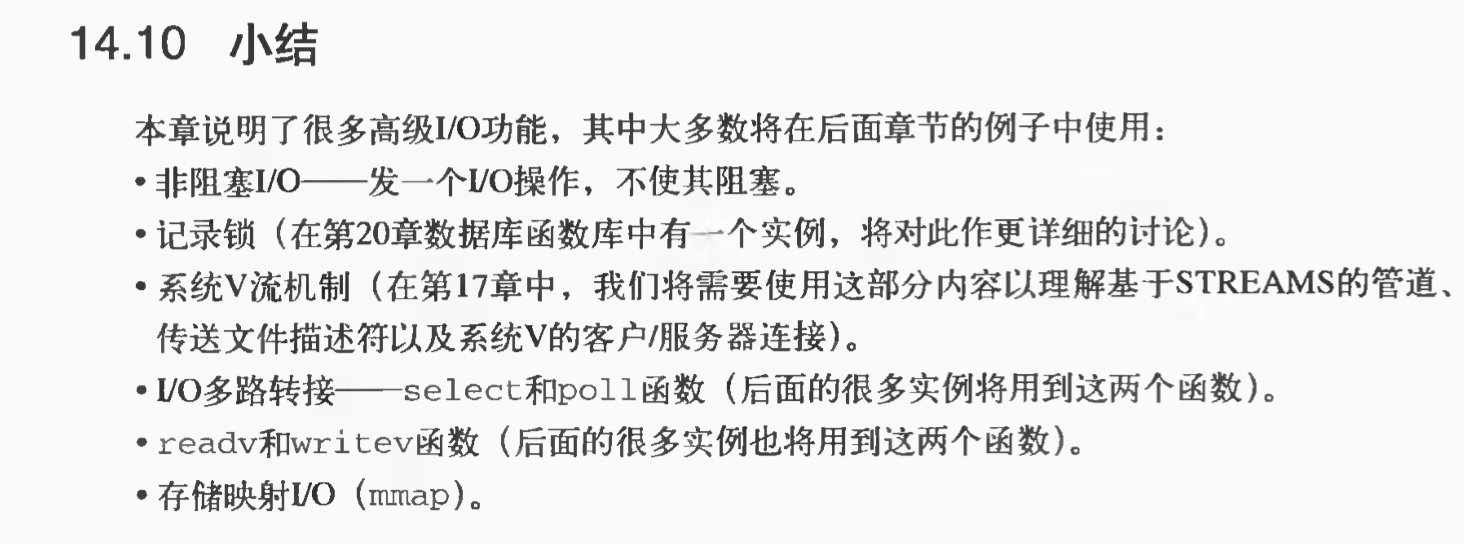 14.10 小结
本章说明了很多高级I/O功能，其中大多数将在后面章节的例子中使用：
• 非阻塞I/O——发一个I/O操作，不使其阻塞。
• 记录锁（在第20章数据库函数库中有一个实例，将对此作更详细的讨论）。
• 系统V流机制（在第17章中，我们将需要使用这部分内容以理解基于STREAMS的管道、
传送文件描述符以及系统V的客户/服务器连接）。
• I/O多路转接——select和poll函数（后面的很多实例将用到这两个函数）。
• readv和writev函数（后面的很多实例也将用到这两个函数）。
• 存储映射I/O（mmap）。